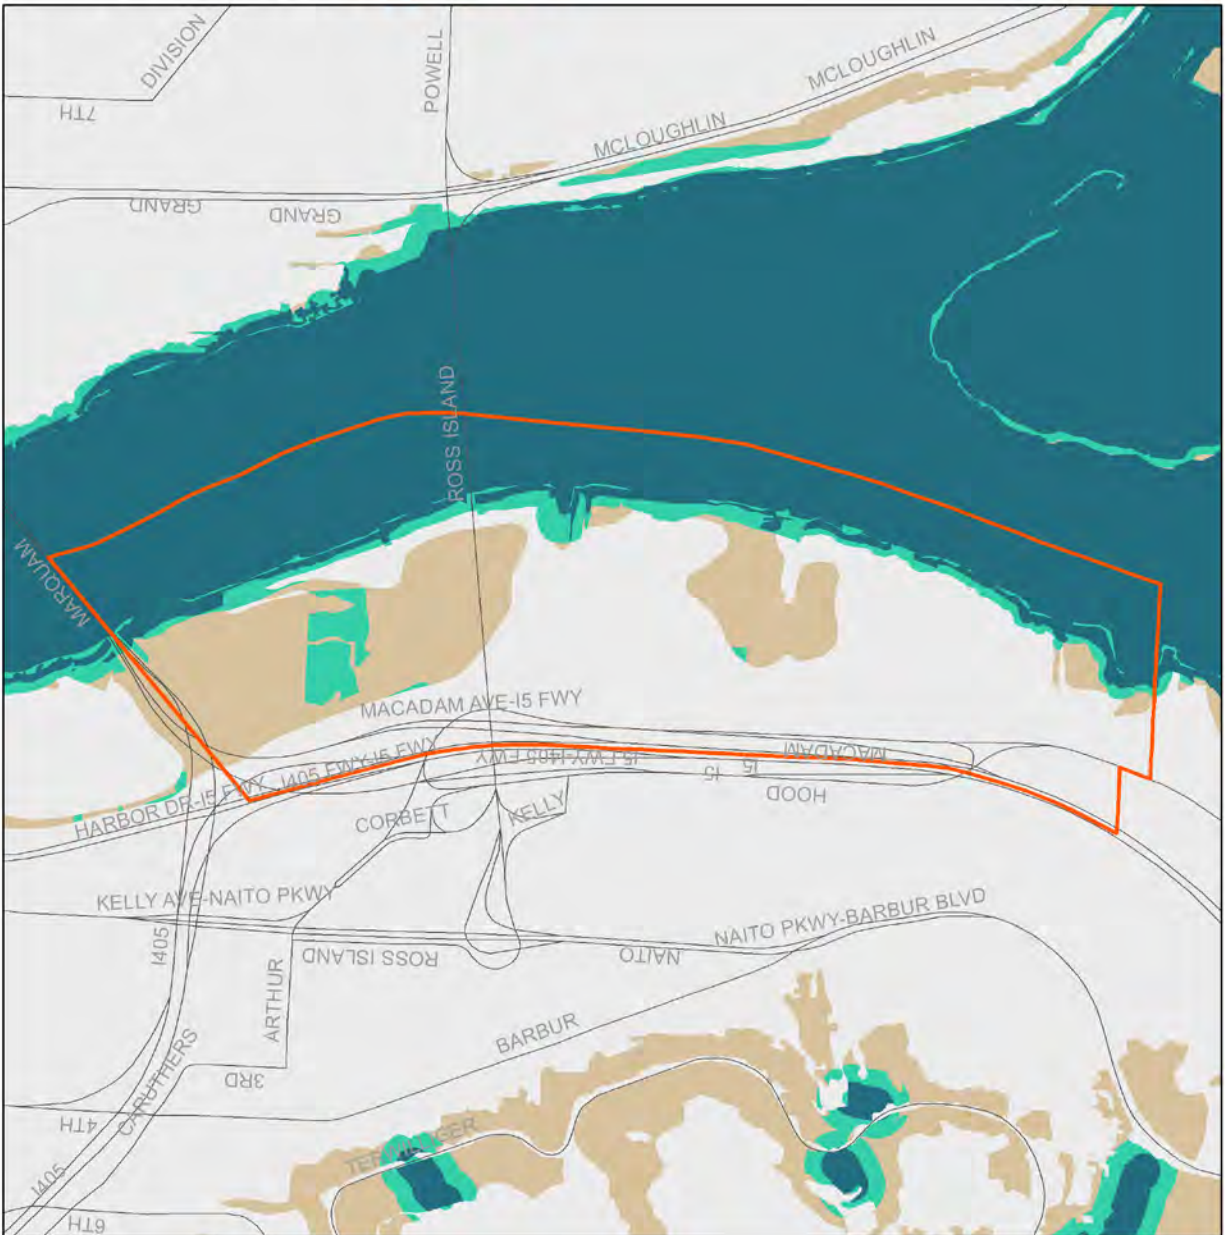 DIVISION
POWELL
MCLOUGHLIN
7TH
MCLOUGHLIN
GRAND
GRAND
ROSS ISLAND
MARQUAM
MACADAM AVE-I5 FWY
HARBOR DR-I5 FWY
I405 FWY-I5 FWY
I5 FWY-I405 FWY
MACADAM
I5
I5
HOOD
CORBETT
KELLY
KELLY AVE-NAITO PKWY
NAITO PKWY-BARBUR BLVD
I405
ROSS ISLAND
NAITO
ARTHUR
BARBUR
3RD
CARUTHERS
4TH
TERWILLIGER
I405
6TH